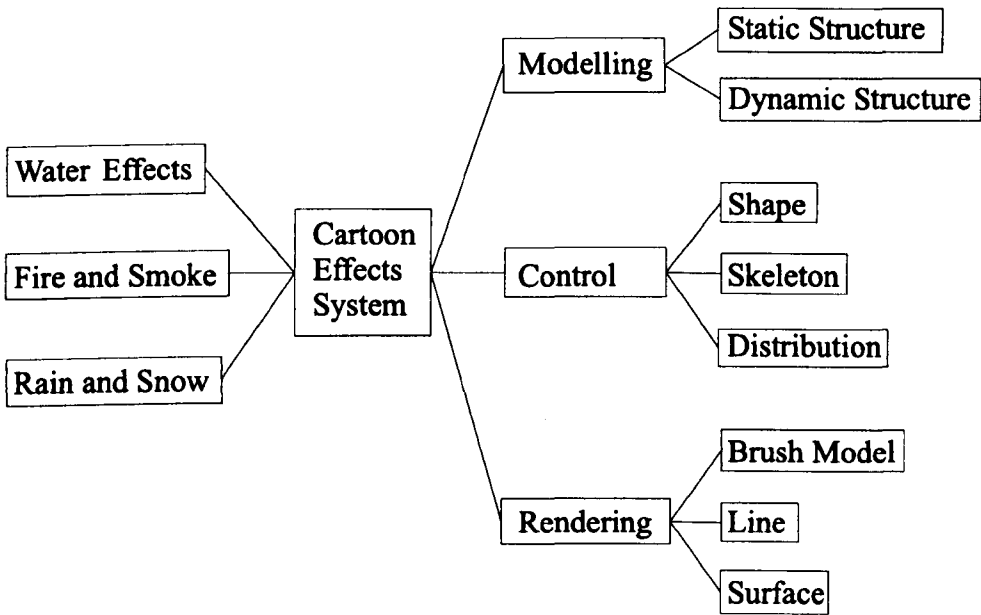 Water Effects
Fire and Smoke
Rain and Snow
Cartoon
Effects
System
Modelling
Static Structure
Dynamic Structure
Control
Shape
Skeleton
Distribution
Rendering
Brush Model
Line
Surface